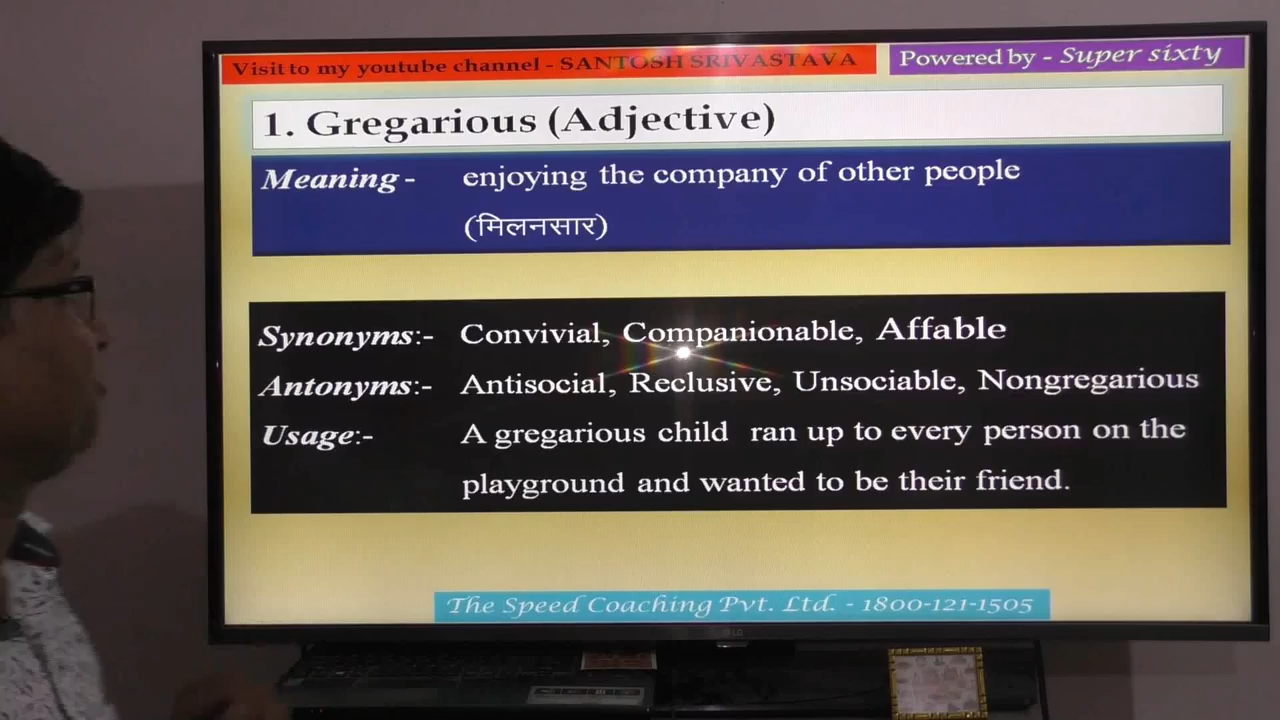 Visit to my youtube channel - SANTOSH SRIVASTAVA
Powered by - Super sixty
1. Gregarious (Adjective)
Meaning - enjoying the company of other people
(मिलनसार)
Synonyms:- Convivial, Companionable, Affable
Antonyms:- Antisocial, Reclusive, Unsociable, Nongregarious
Usage:- A gregarious child ran up to every person on the
playground and wanted to be their friend.
The Speed Coaching Pvt. Ltd. - 1800-121-1505
LG